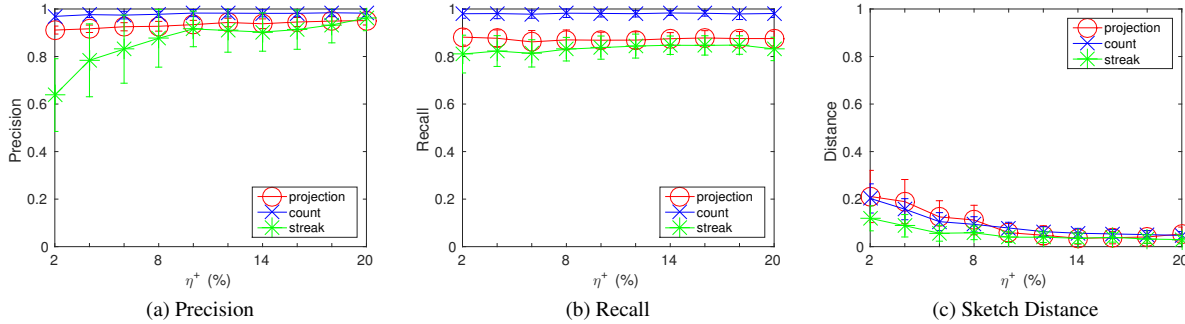 1
0.8
0.6
0.4
0.2
0
Precision
2
8
14
20
η⁺ (%)
projection
count
streak
(a) Precision
1
0.8
0.6
0.4
0.2
0
Recall
2
8
14
20
η⁺ (%)
projection
count
streak
(b) Recall
1
0.8
0.6
0.4
0.2
0
Distance
2
8
14
20
η⁺ (%)
projection
count
streak
(c) Sketch Distance